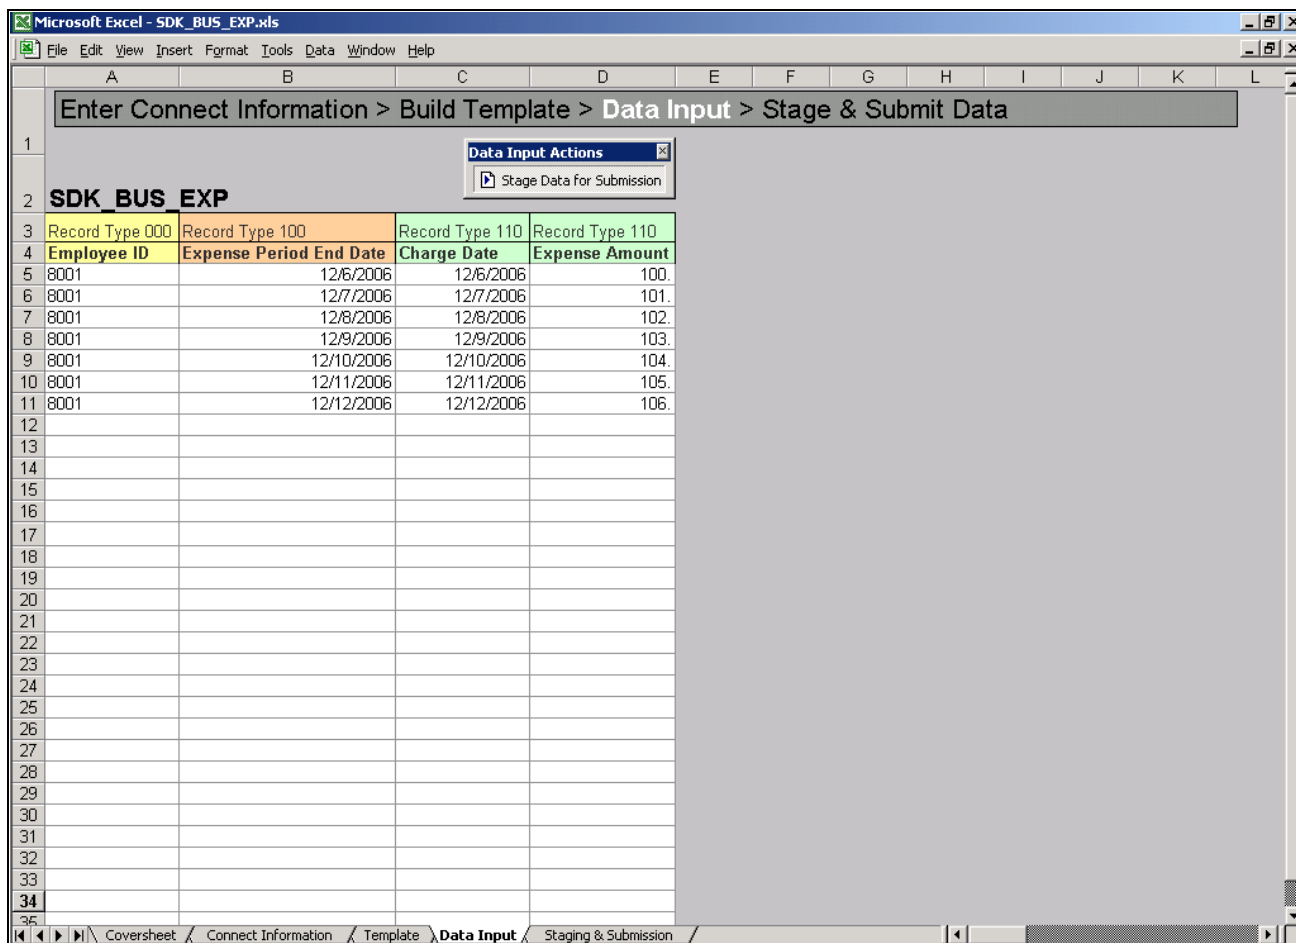 Microsoft Excel - SDK_BUS_EXP.xls
File Edit View Insert Format Tools Data Window Help
A B C D E F G H I J K L
Enter Connect Information > Build Template > Data Input > Stage & Submit Data
1
Data Input Actions
Stage Data for Submission
2 SDK_BUS_EXP
3 Record Type 000 Record Type 100 Record Type 110 Record Type 110
4 Employee ID Expense Period End Date Charge Date Expense Amount
5 8001 12/6/2006 12/6/2006 100.
6 8001 12/7/2006 12/7/2006 101.
7 8001 12/8/2006 12/8/2006 102.
8 8001 12/9/2006 12/9/2006 103.
9 8001 12/10/2006 12/10/2006 104.
10 8001 12/11/2006 12/11/2006 105.
11 8001 12/12/2006 12/12/2006 106.
12
13
14
15
16
17
18
19
20
21
22
23
24
25
26
27
28
29
30
31
32
33
34
35
Coversheet Connect Information Template Data Input Staging & Submission